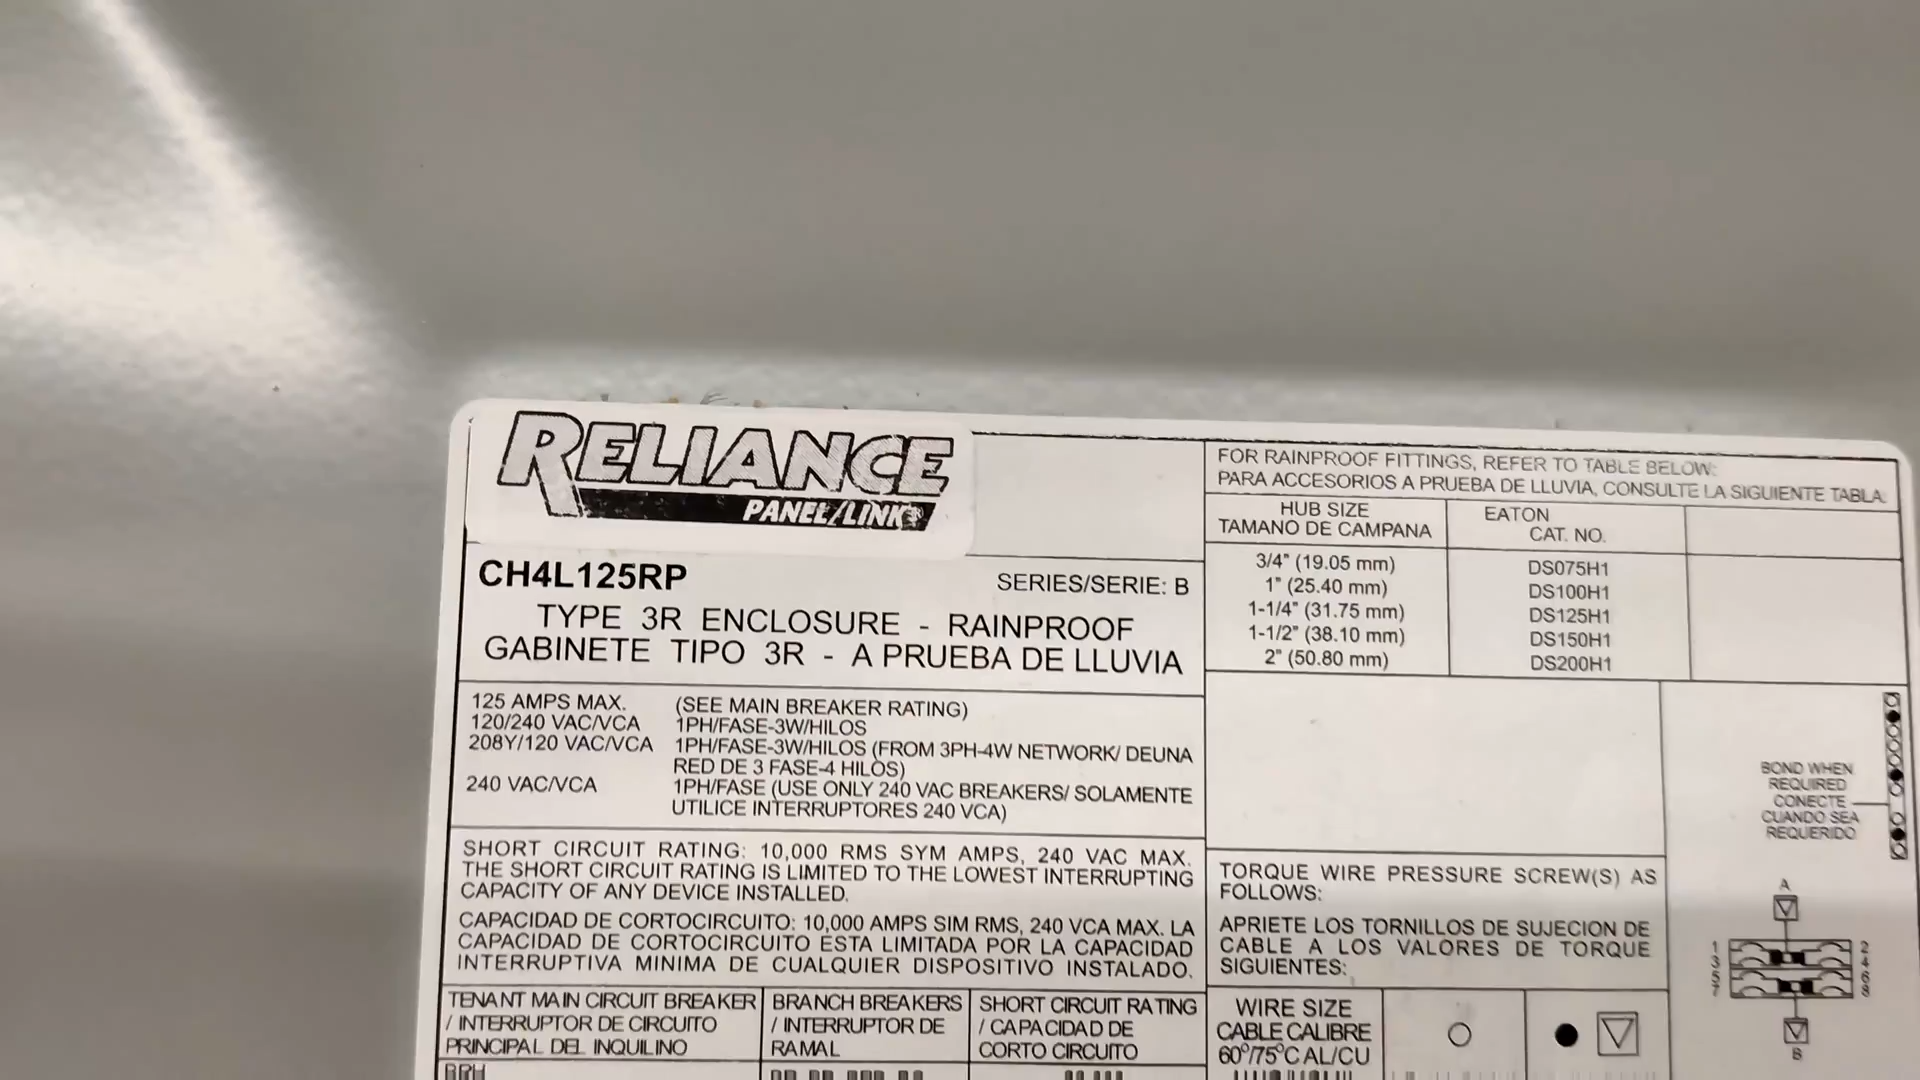 RELIANCE
PANEL/LINK
CH4L125RP
SERIES/SERIE: B
TYPE 3R ENCLOSURE - RAINPROOF
GABINETE TIPO 3R - A PRUEBA DE LLUVIA
125 AMPS MAX. (SEE MAIN BREAKER RATING)
120/240 VAC/VCA 1PH/FASE-3W/HILOS
208Y/120 VAC/VCA 1PH/FASE-3W/HILOS (FROM 3PH-4W NETWORK/ DEUNA
RED DE 3 FASE-4 HILOS)
240 VAC/VCA 1PH/FASE (USE ONLY 240 VAC BREAKERS/ SOLAMENTE
UTILICE INTERRUPTORES 240 VCA)
SHORT CIRCUIT RATING: 10,000 RMS SYM AMPS, 240 VAC MAX.
THE SHORT CIRCUIT RATING IS LIMITED TO THE LOWEST INTERRUPTING
CAPACITY OF ANY DEVICE INSTALLED.
CAPACIDAD DE CORTOCIRCUITO: 10,000 AMPS SIM RMS, 240 VCA MAX. LA
CAPACIDAD DE CORTOCIRCUITO ESTA LIMITADA POR LA CAPACIDAD
INTERRUPTIVA MINIMA DE CUALQUIER DISPOSITIVO INSTALADO.
TENANT MAIN CIRCUIT BREAKER
/ INTERRUPTOR DE CIRCUITO
PRINCIPAL DEL INQUILINO
BRANCH BREAKERS
/ INTERRUPTOR DE
RAMAL
SHORT CIRCUIT RATING
/ CAPACIDAD DE
CORTO CIRCUITO
FOR RAINPROOF FITTINGS, REFER TO TABLE BELOW:
PARA ACCESORIOS A PRUEBA DE LLUVIA, CONSULTE LA SIGUIENTE TABLA:
HUB SIZE
TAMANO DE CAMPANA
EATON
CAT. NO.
3/4" (19.05 mm) DS075H1
1" (25.40 mm) DS100H1
1-1/4" (31.75 mm) DS125H1
1-1/2" (38.10 mm) DS150H1
2" (50.80 mm) DS200H1
BOND WHEN
REQUIRED
CONECTE
CUANDO SEA
REQUERIDO
TORQUE WIRE PRESSURE SCREW(S) AS
FOLLOWS:
APRIETE LOS TORNILLOS DE SUJECION DE
CABLE A LOS VALORES DE TORQUE
SIGUIENTES:
WIRE SIZE
CABLE CALIBRE
60°/75°C AL/CU
A
1 2
3 4
5 6
7 8
B